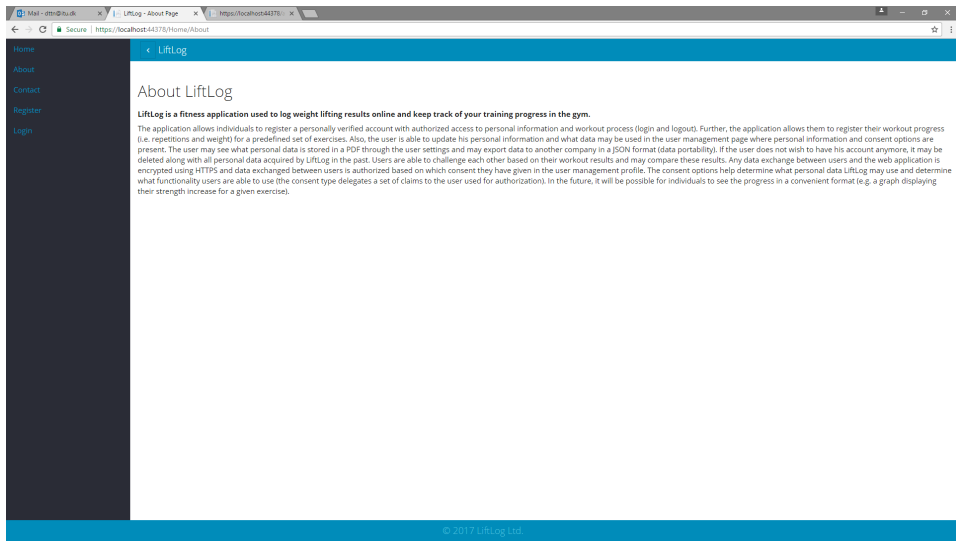 Mail - dttn@itu.dk
LiftLog - About Page
https://localhost:44378/
Secure
https://localhost:44378/Home/About
Home
About
Contact
Register
Login
‹ LiftLog
About LiftLog
LiftLog is a fitness application used to log weight lifting results online and keep track of your training progress in the gym.
The application allows individuals to register a personally verified account with authorized access to personal information and workout process (login and logout). Further, the application allows them to register their workout progress
(i.e. repetitions and weight) for a predefined set of exercises. Also, the user is able to update his personal information and what data may be used in the user management page where personal information and consent options are
present. The user may see what personal data is stored in a PDF through the user settings and may export data to another company in a JSON format (data portability). If the user does not wish to have his account anymore, it may be
deleted along with all personal data acquired by LiftLog in the past. Users are able to challenge each other based on their workout results and may compare these results. Any data exchange between users and the web application is
encrypted using HTTPS and data exchanged between users is authorized based on which consent they have given in the user management profile. The consent options help determine what personal data LiftLog may use and determine
what functionality users are able to use (the consent type delegates a set of claims to the user used for authorization). In the future, it will be possible for individuals to see the progress in a convenient format (e.g. a graph displaying
their strength increase for a given exercise).
© 2017 LiftLog Ltd.